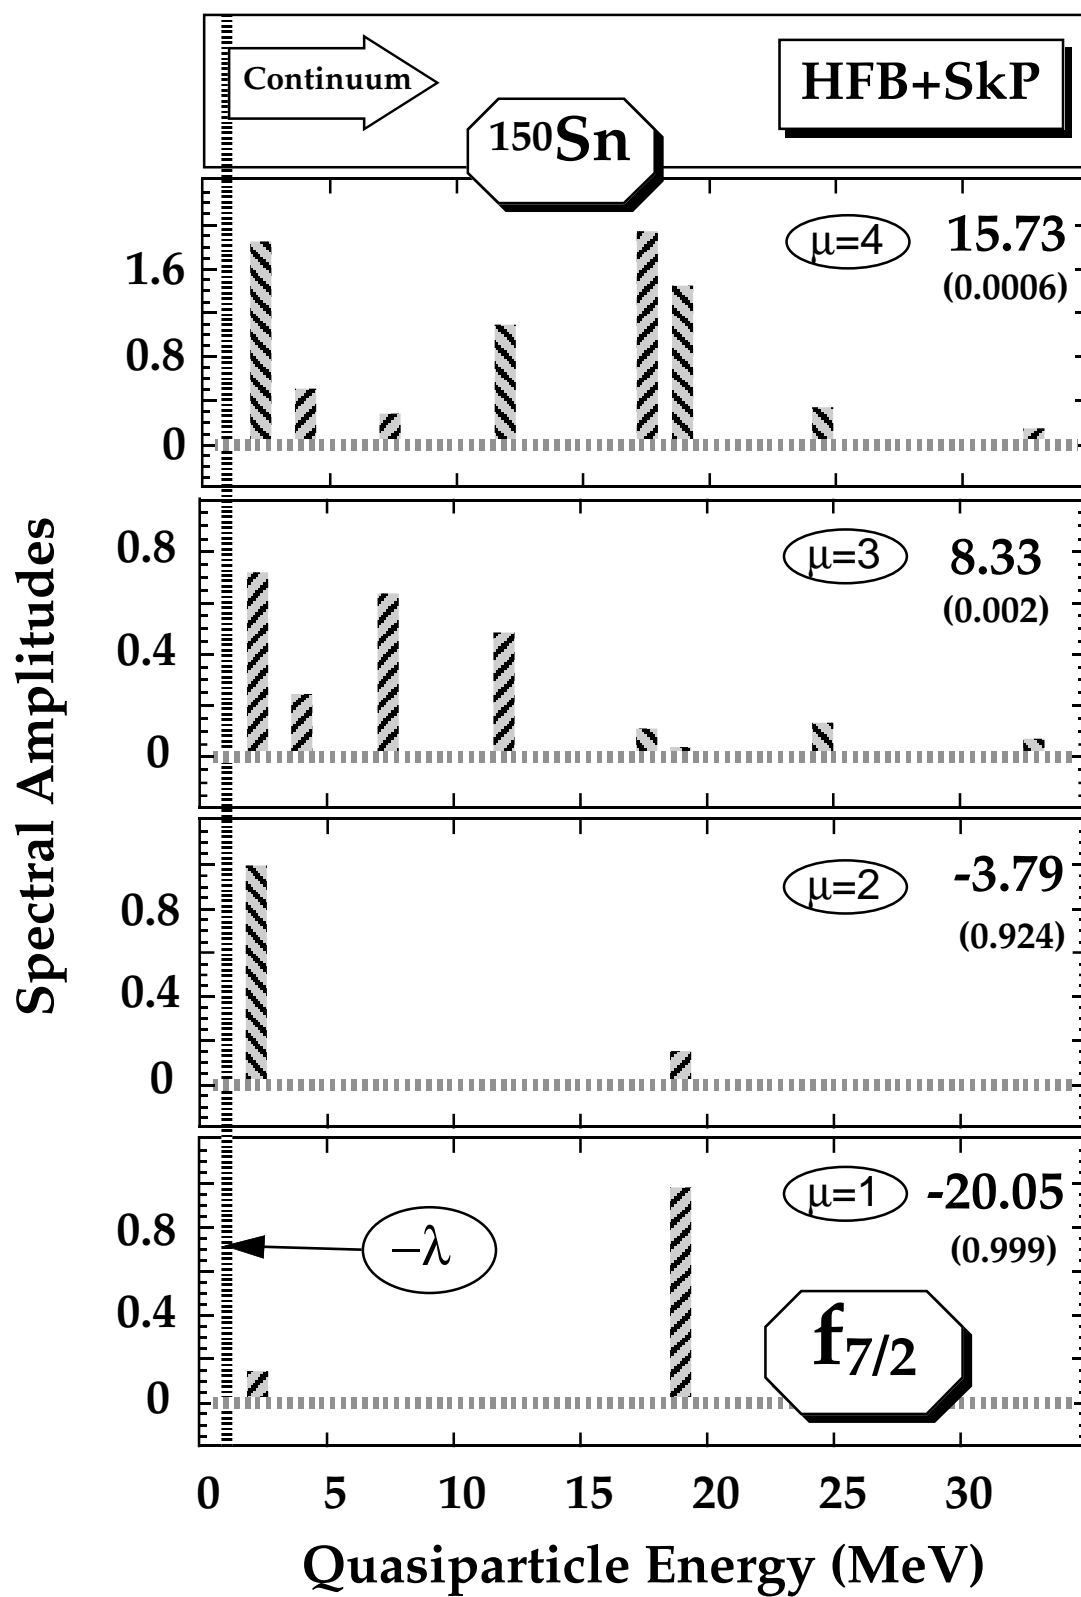 Continuum
HFB+SkP
150Sn
μ=4 15.73
(0.0006)
1.6
0.8
0
μ=3 8.33
(0.002)
0.8
0.4
0
μ=2 -3.79
(0.924)
0.8
0.4
0
μ=1 -20.05
(0.999)
0.8
0.4
0
−λ
f7/2
Spectral Amplitudes
0 5 10 15 20 25 30
Quasiparticle Energy (MeV)